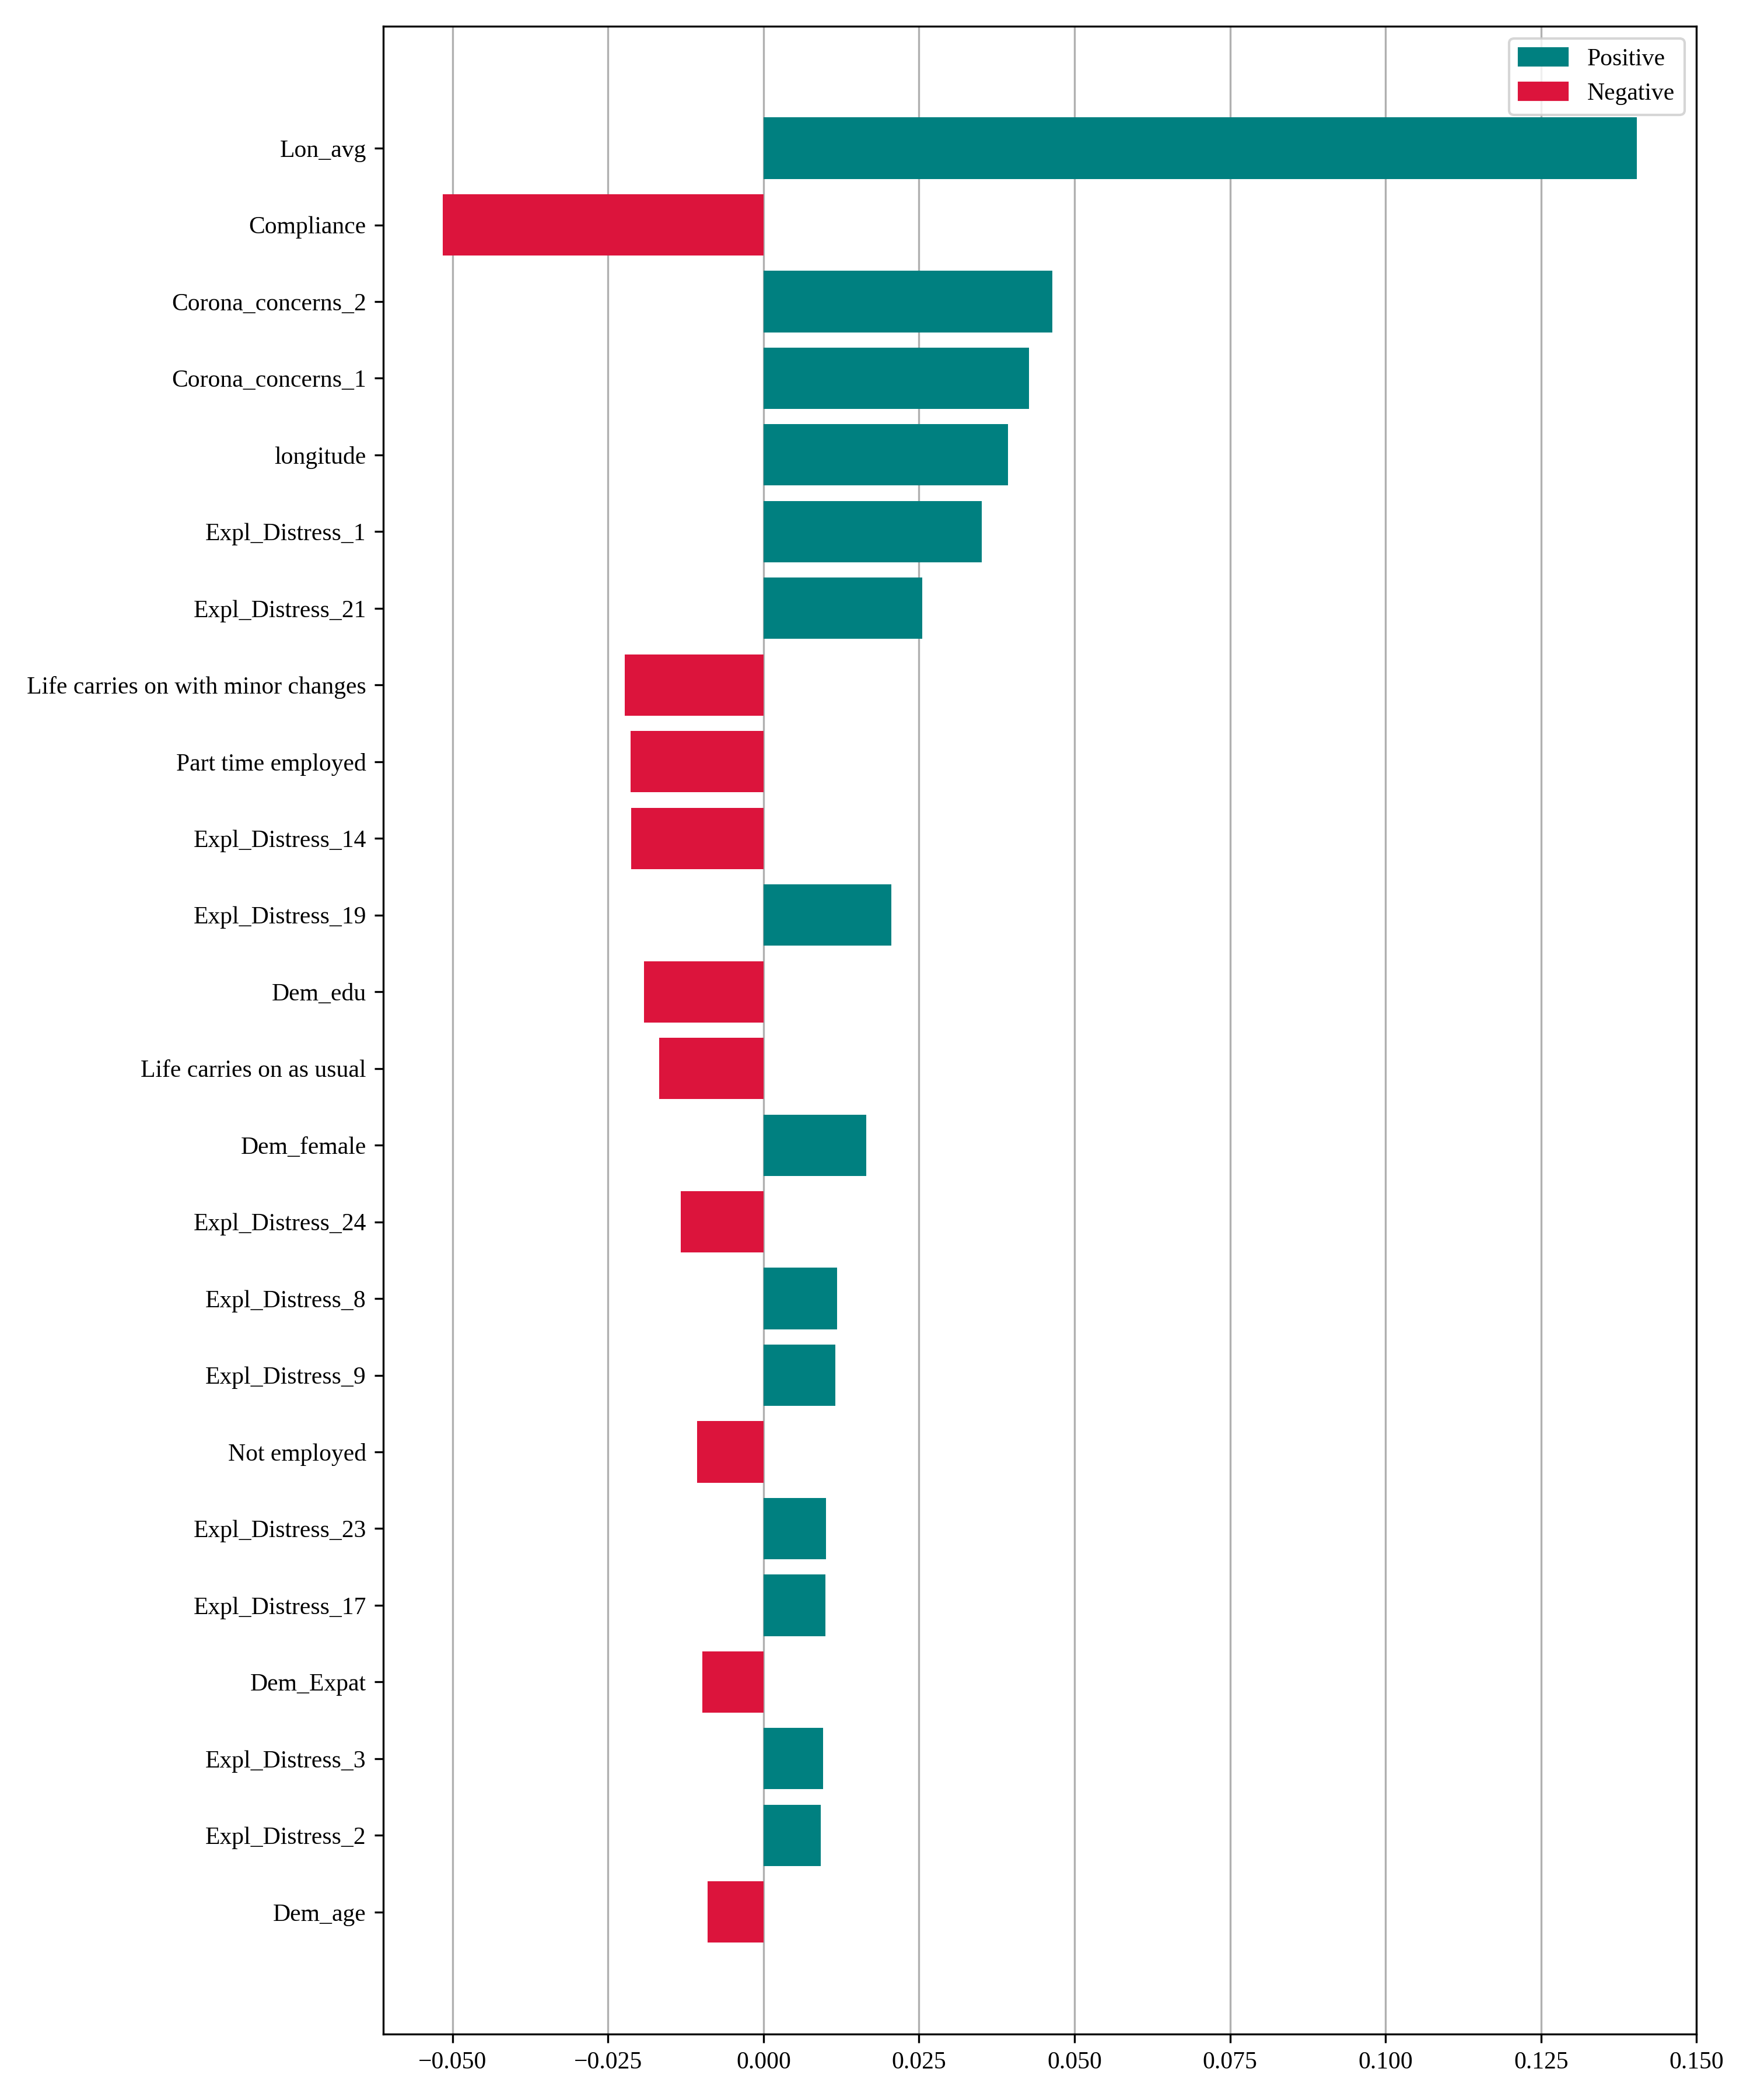 Positive
Negative
Lon_avg
Compliance
Corona_concerns_2
Corona_concerns_1
longitude
Expl_Distress_1
Expl_Distress_21
Life carries on with minor changes
Part time employed
Expl_Distress_14
Expl_Distress_19
Dem_edu
Life carries on as usual
Dem_female
Expl_Distress_24
Expl_Distress_8
Expl_Distress_9
Not employed
Expl_Distress_23
Expl_Distress_17
Dem_Expat
Expl_Distress_3
Expl_Distress_2
Dem_age
−0.050 −0.025 0.000 0.025 0.050 0.075 0.100 0.125 0.150